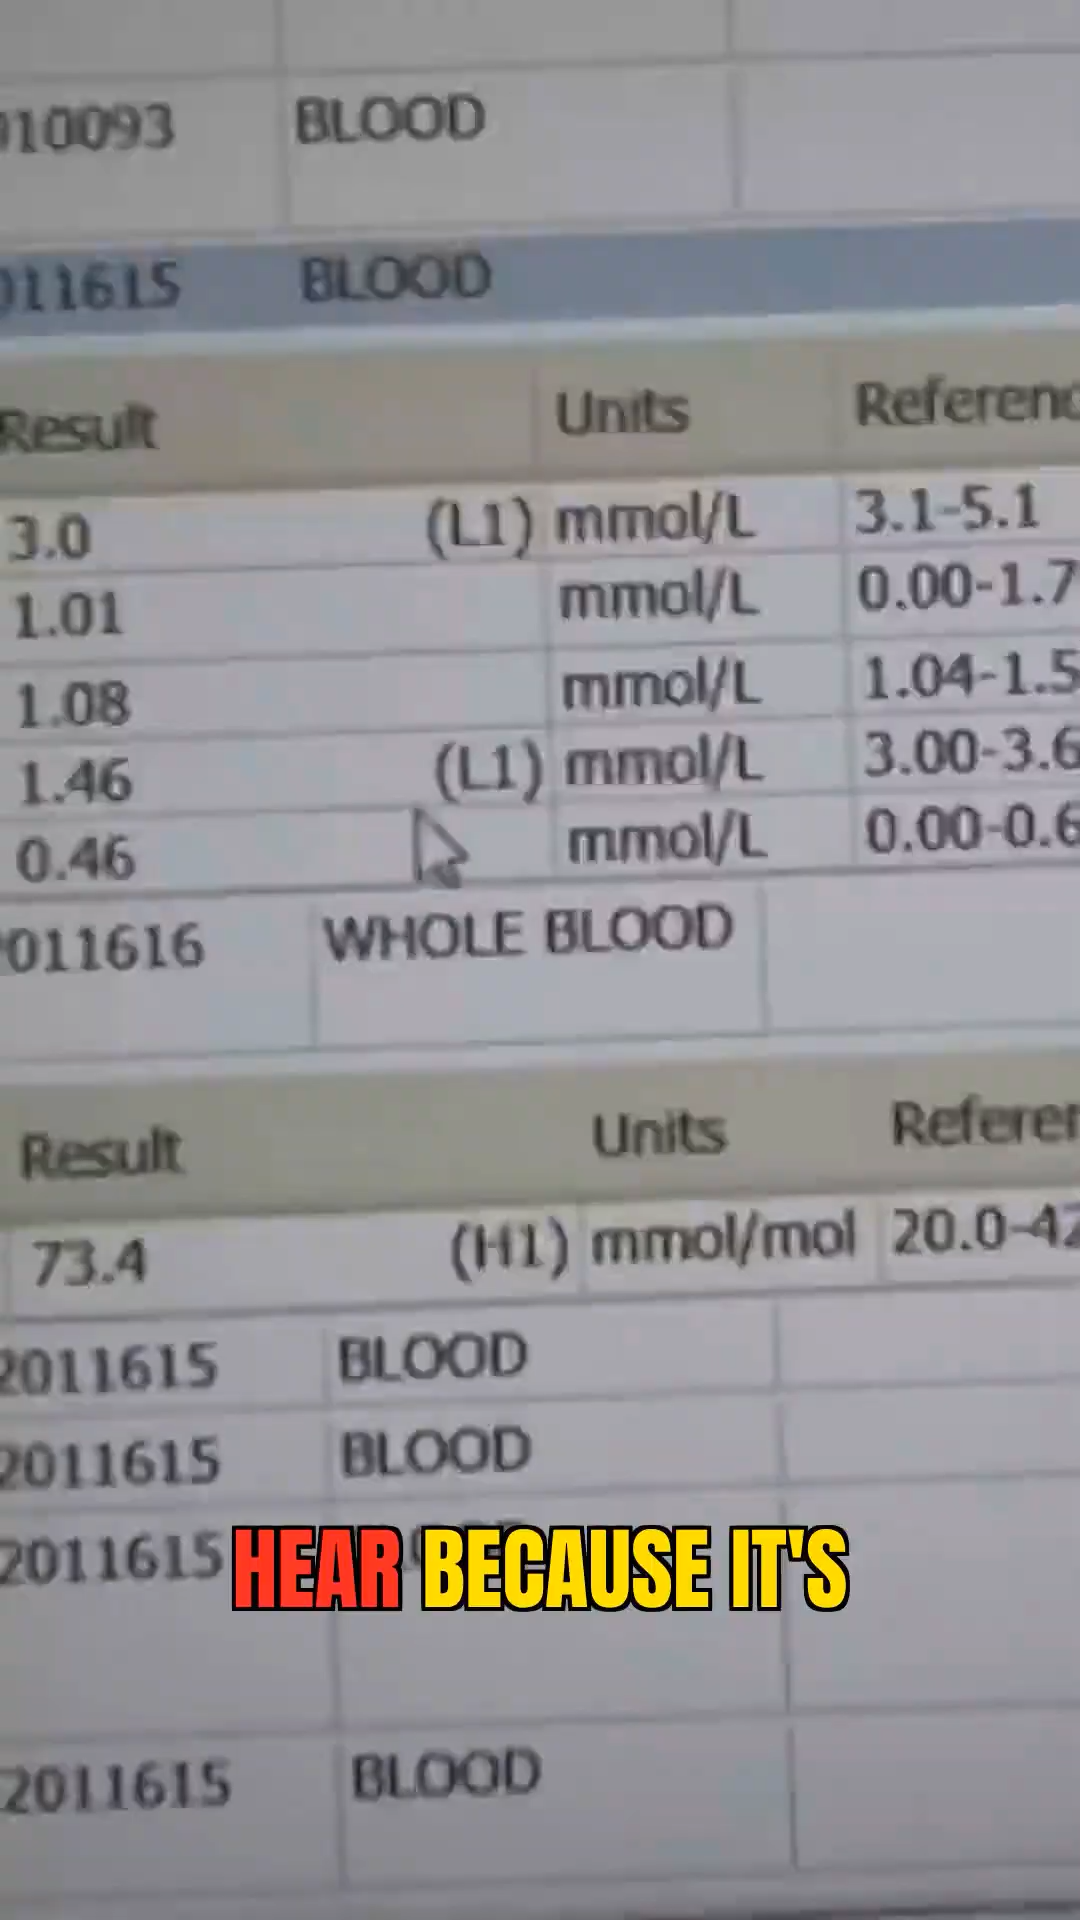 010093 BLOOD
011615 BLOOD
Result Units Referenc
3.0 (L1) mmol/L 3.1-5.1
1.01 mmol/L 0.00-1.7
1.08 mmol/L 1.04-1.5
1.46 (L1) mmol/L 3.00-3.6
0.46 mmol/L 0.00-0.6
011616 WHOLE BLOOD
Result Units Referen
73.4 (H1) mmol/mol 20.0-42
2011615 BLOOD
2011615 BLOOD
2011615
HEAR BECAUSE IT'S
2011615 BLOOD